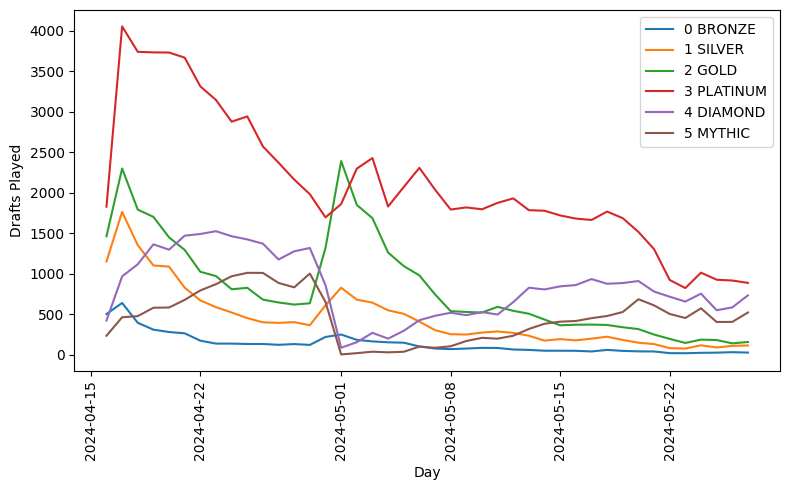 4000
3500
3000
2500
2000
1500
1000
500
0
Drafts Played
2024-04-15
2024-04-22
2024-05-01
2024-05-08
2024-05-15
2024-05-22
Day
0 BRONZE
1 SILVER
2 GOLD
3 PLATINUM
4 DIAMOND
5 MYTHIC